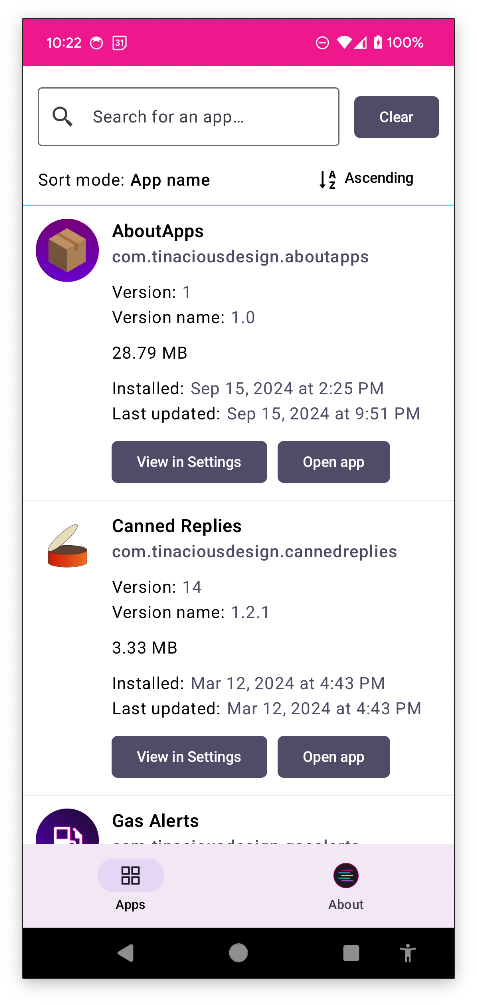 10:22 31 100%
Search for an app… Clear
Sort mode: App name AZ Ascending
AboutApps
com.tinaciousdesign.aboutapps
Version: 1
Version name: 1.0
28.79 MB
Installed: Sep 15, 2024 at 2:25 PM
Last updated: Sep 15, 2024 at 9:51 PM
View in Settings Open app
Canned Replies
com.tinaciousdesign.cannedreplies
Version: 14
Version name: 1.2.1
3.33 MB
Installed: Mar 12, 2024 at 4:43 PM
Last updated: Mar 12, 2024 at 4:43 PM
View in Settings Open app
Gas Alerts
Apps About